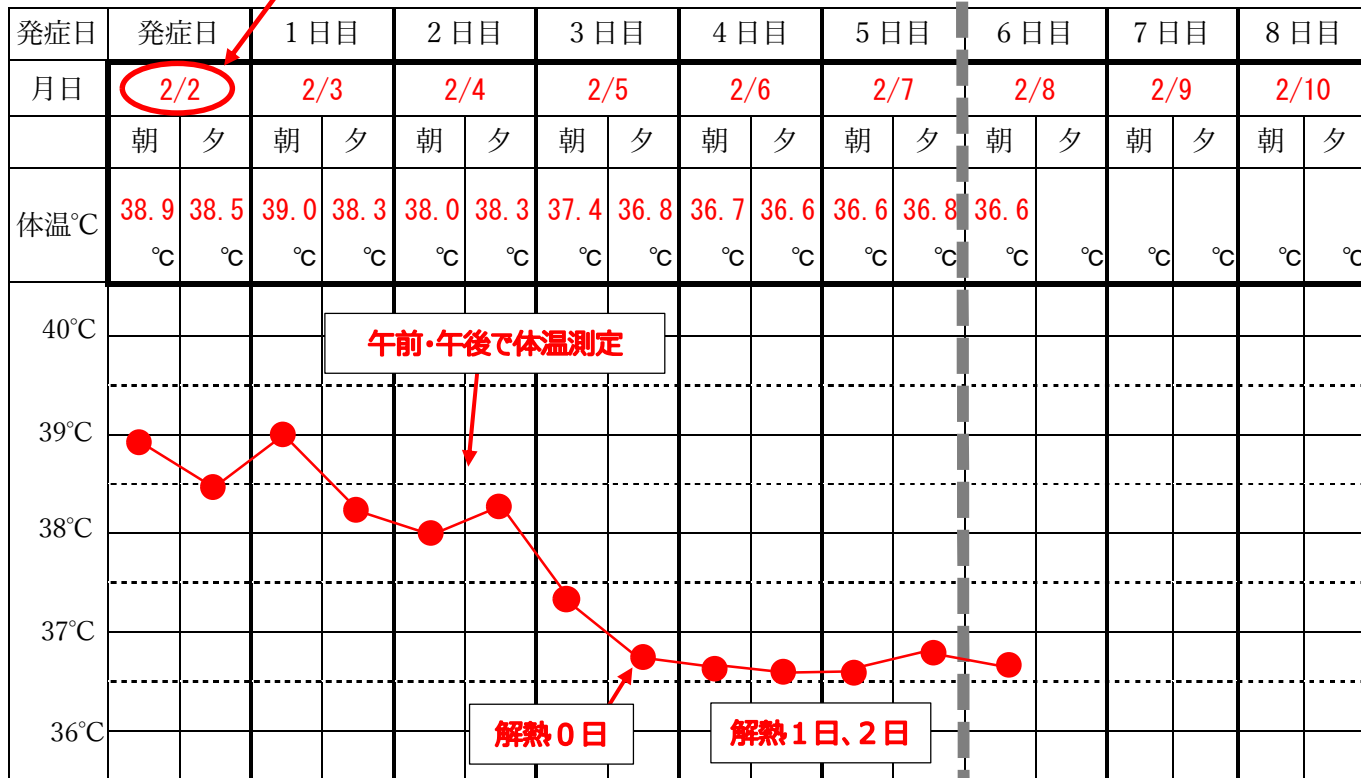 発症日 発症日 1日目 2日目 3日目 4日目 5日目 6日目 7日目 8日目
月日 2/2 2/3 2/4 2/5 2/6 2/7 2/8 2/9 2/10
朝 夕 朝 夕 朝 夕 朝 夕 朝 夕 朝 夕 朝 夕 朝 夕 朝 夕
体温℃ 38.9 38.5 39.0 38.3 38.0 38.3 37.4 36.8 36.7 36.6 36.6 36.8 36.6
℃ ℃ ℃ ℃ ℃ ℃ ℃ ℃ ℃ ℃ ℃ ℃ ℃ ℃ ℃ ℃ ℃ ℃
40℃
午前・午後で体温測定
39℃
38℃
37℃
解熱0日 解熱1日、2日
36℃